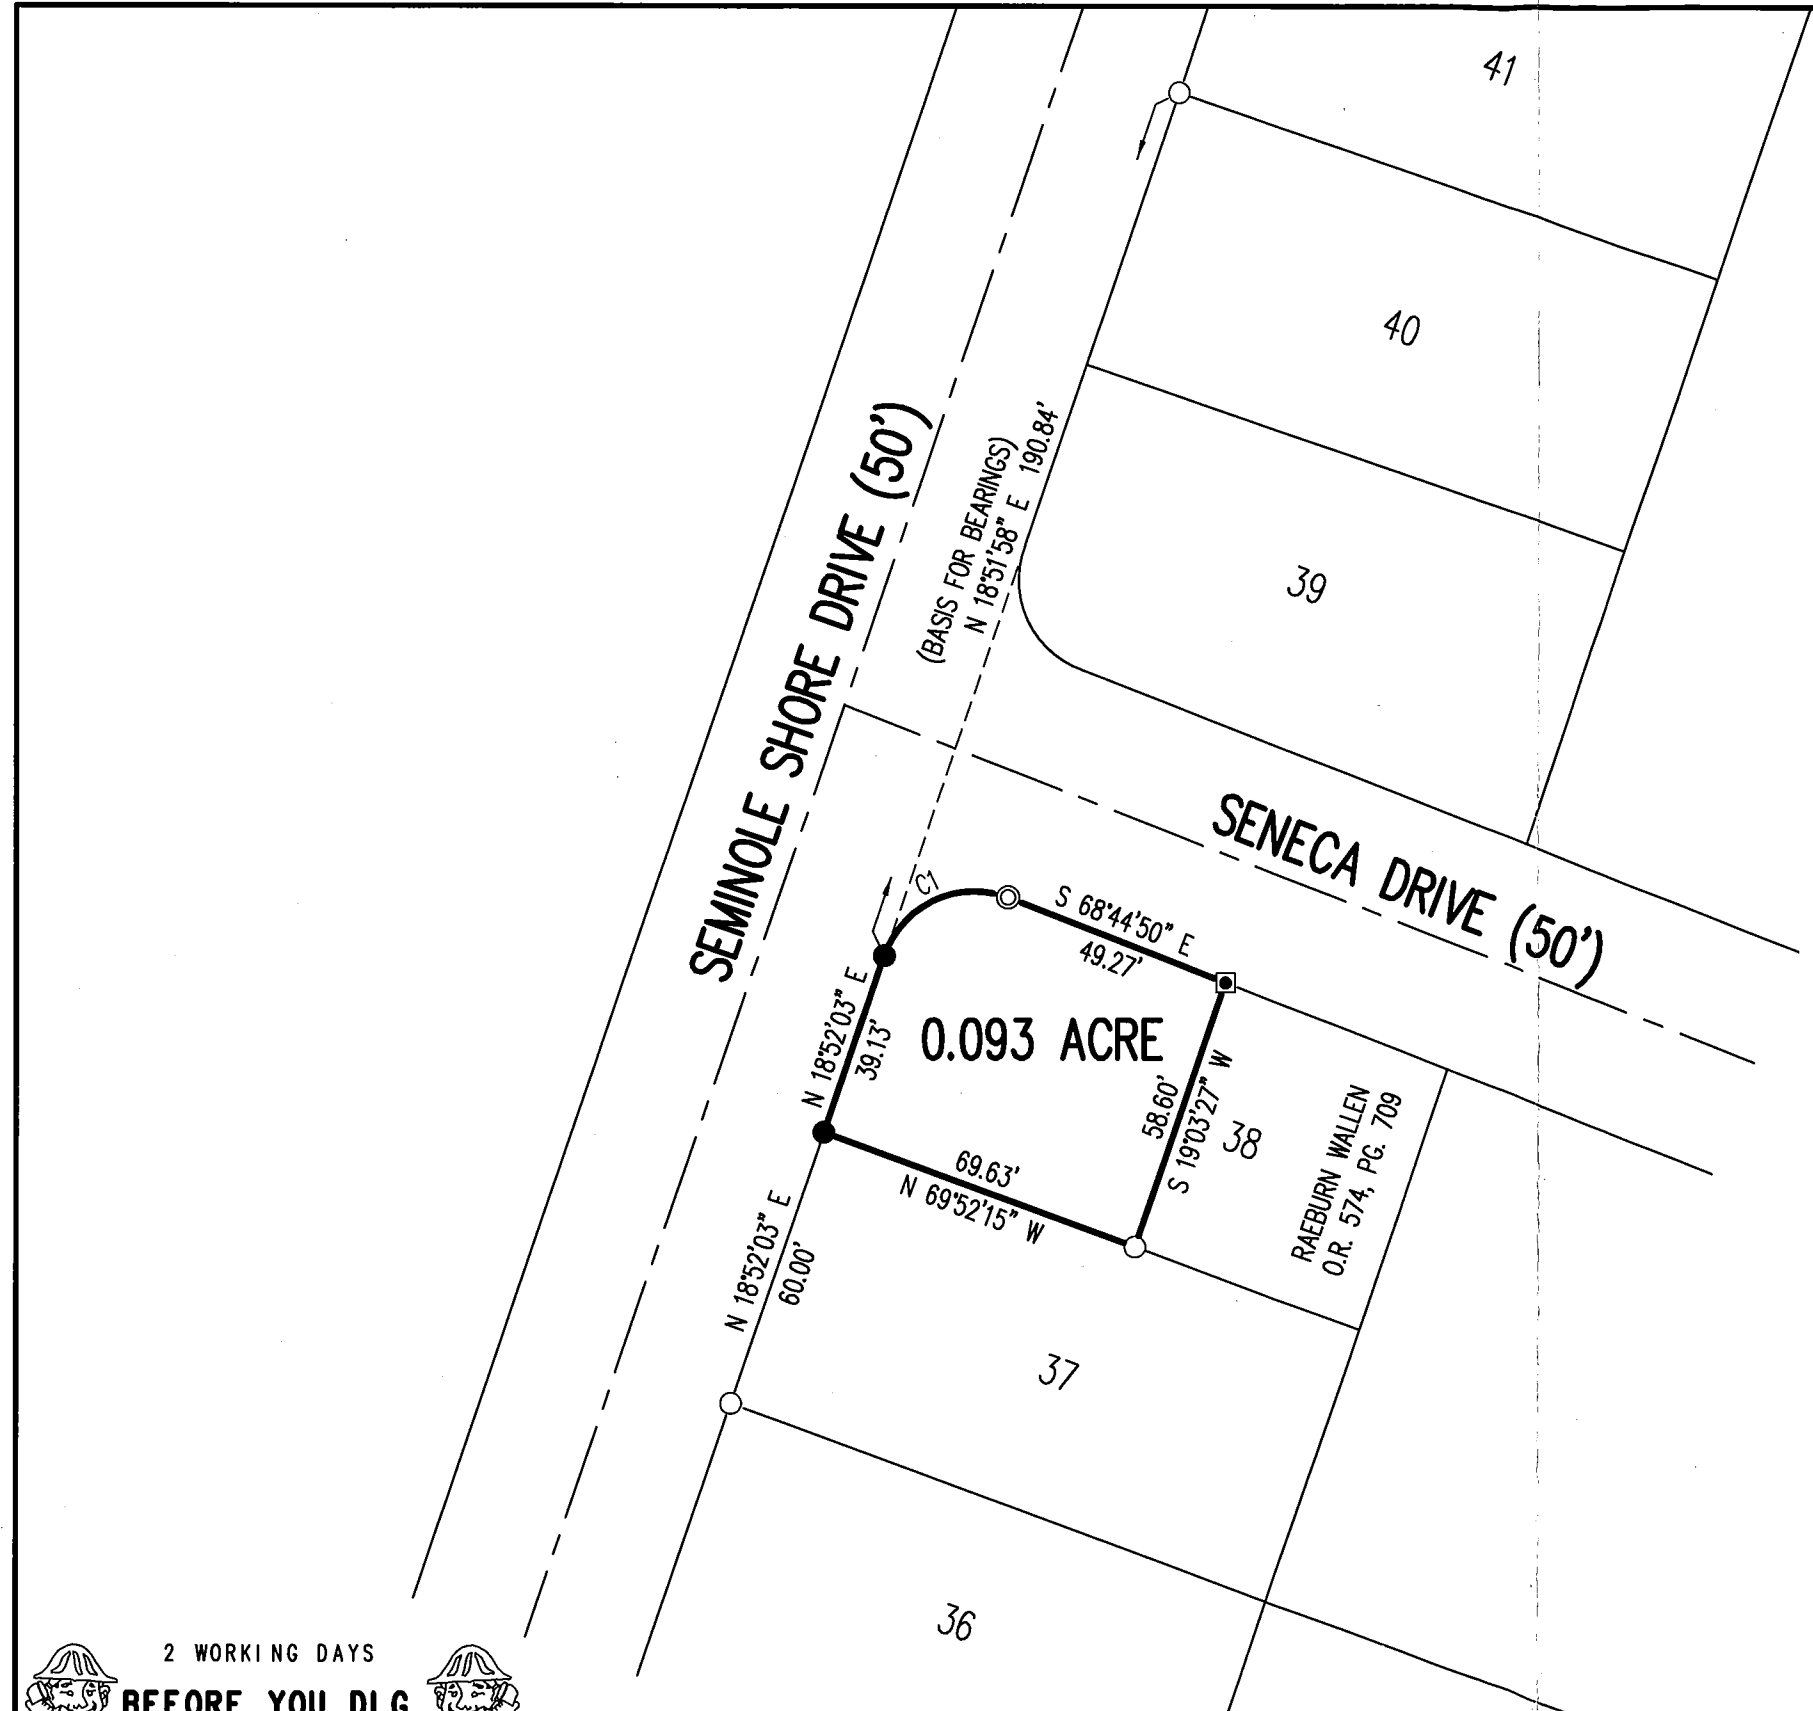 41
40
39
(BASIS FOR BEARINGS)
N 18°51'58" E 190.84'
SEMINOLE SHORE DRIVE (50')
SENECA DRIVE (50')
C1
S 68°44'50" E
49.27'
N 18°52'03" E
39.13'
0.093 ACRE
58.60'
S 19°03'27" W
38
RAEBURN WALLEN
O.R. 574, PG. 709
69.63'
N 69°52'15" W
N 18°52'03" E
60.00'
37
36
2 WORKING DAYS
BEFORE YOU DIG